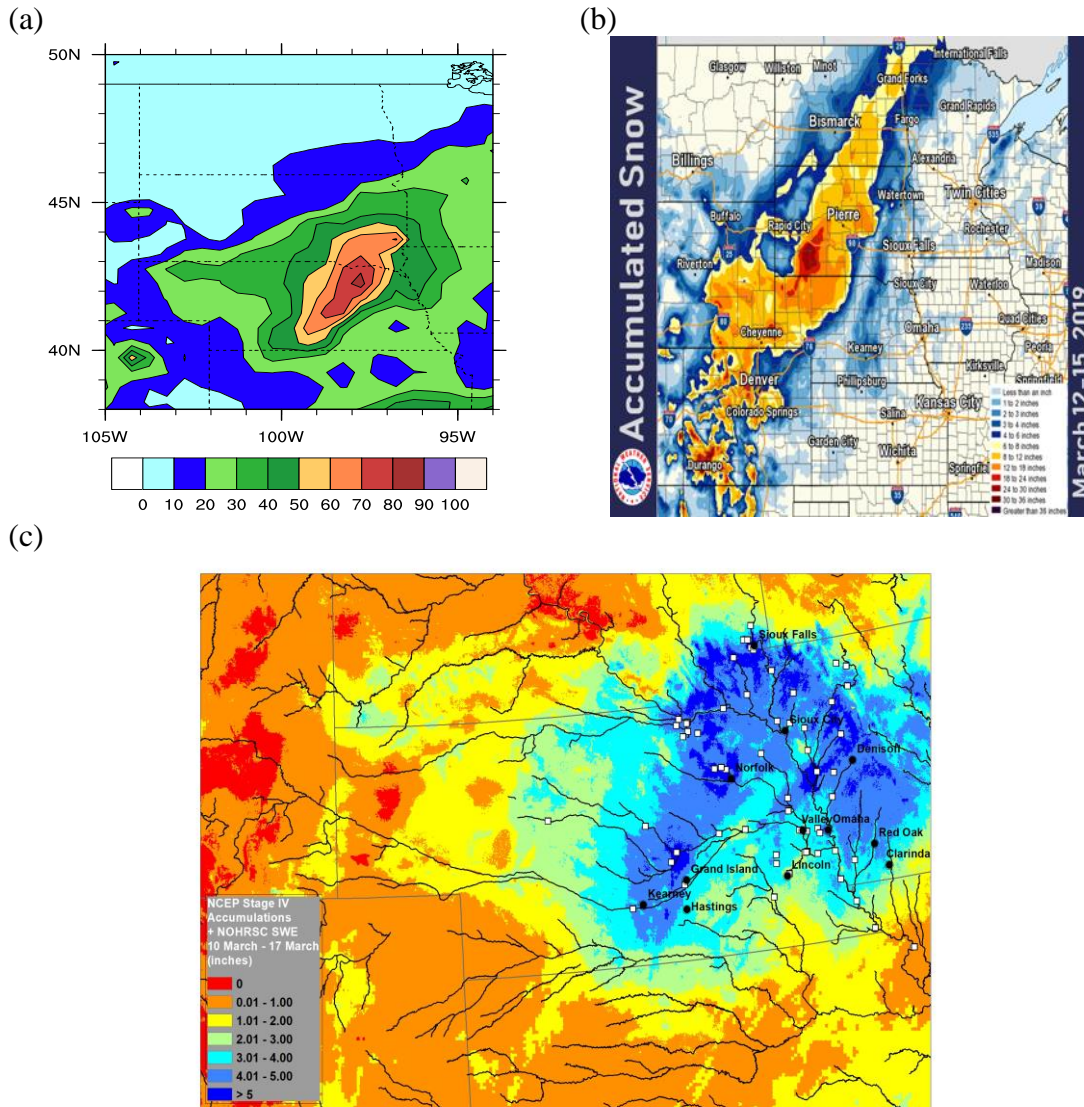 (a)
50N
45N
40N
105W
100W
95W
0 10 20 30 40 50 60 70 80 90 100
(b)
Accumulated Snow
March 12-15, 2019
International Falls
Glasgow
Williston
Minot
Grand Forks
Grand Rapids
Bismarck
Fargo
Billings
Alexandria
Twin Cities
Watertown
Buffalo
Pierre
Rapid City
Rochester
Sioux Falls
Madison
Riverton
Sioux City
Waterloo
Quad Cities
Omaha
Cheyenne
Peoria
Kearney
Kirksville
Denver
Phillipsburg
Springfield
Kansas City
Colorado Springs
Salina
Garden City
Wichita
Durango
Springfiel
Less than an inch
1 to 2 inches
2 to 3 inches
3 to 4 inches
4 to 6 inches
6 to 8 inches
8 to 12 inches
12 to 18 inches
18 to 24 inches
24 to 30 inches
30 to 36 inches
Greater than 36 inches
(c)
Sioux Falls
Sioux City
Denison
Norfolk
Valley
Omaha
Red Oak
Clarinda
Lincoln
Grand Island
Kearney
Hastings
NCEP Stage IV
Accumulations
+ NOHRSC SWE
10 March - 17 March
(inches)
0
0.01 - 1.00
1.01 - 2.00
2.01 - 3.00
3.01 - 4.00
4.01 - 5.00
> 5